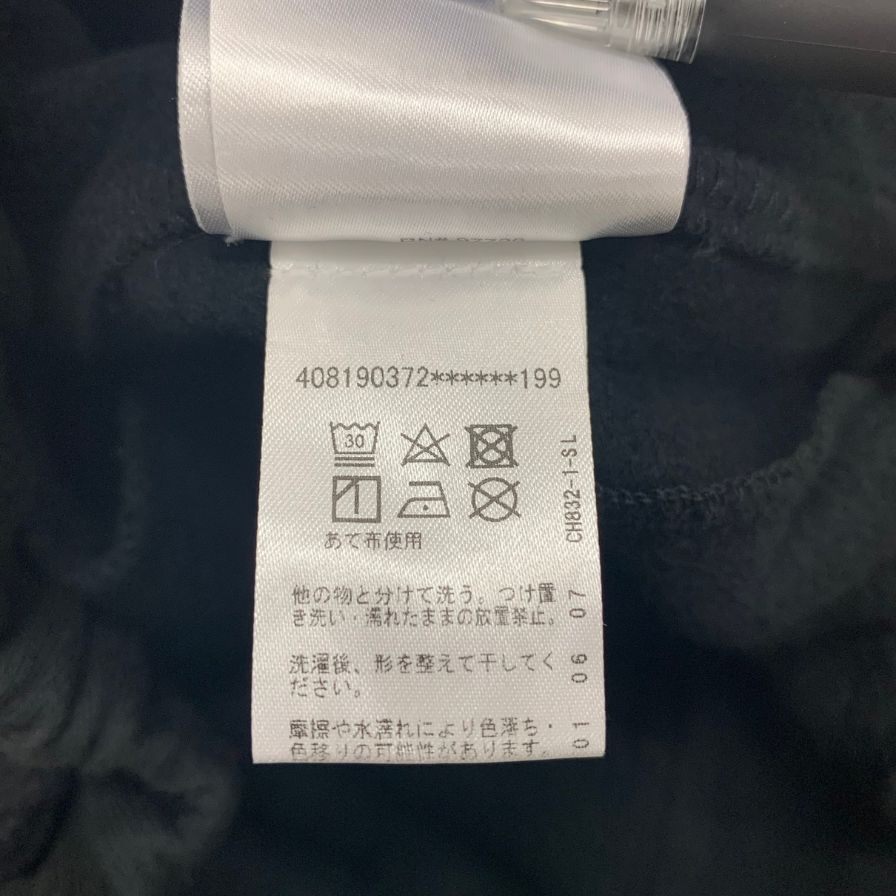 408190372******199
30
あて布使用
CH832-1-SL
他の物と分けて洗う。つけ置
き洗い・濡れたままの放置禁止。
洗濯後、形を整えて干してく
ださい。
摩擦や水濡れにより色落ち・
色移りの可能性があります。
07
06
01